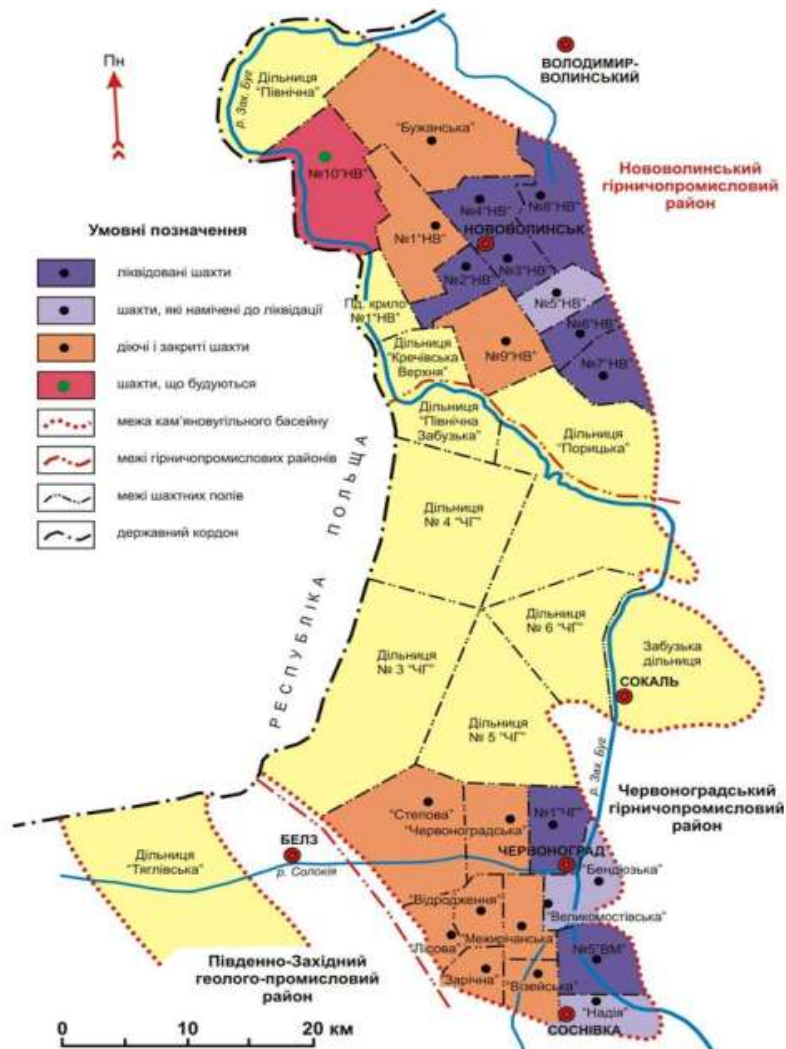 Пн
ВОЛОДИМИР-
ВОЛИНСЬКИЙ
Дільниця
"Північна"
р. Зах. Буг
"Бужанська"
№10"НВ"
№4"НВ"
№8"НВ"
Нововолинський
гірничопромисловий
район
№1"НВ"
НОВОВОЛИНСЬК
№3"НВ"
№2"НВ"
№5"НВ"
Пд. крило
№1"НВ"
№6"НВ"
Дільниця
"Кречівська
Верхня"
№9"НВ"
№7"НВ"
Умовні позначення
ліквідовані шахти
шахти, які намічені до ліквідації
діючі і закриті шахти
шахти, що будуються
межа кам'яновугільного басейну
межі гірничопромислових районів
межі шахтних полів
державний кордон
Дільниця
"Північна
Забузька"
Дільниця
"Порицька"
РЕСПУБЛІКА ПОЛЬЩА
Дільниця
№ 4 "ЧГ"
Дільниця
№ 6 "ЧГ"
Забузька
дільниця
Дільниця
№ 3 "ЧГ"
СОКАЛЬ
Дільниця
№ 5 "ЧГ"
р. Зах. Буг
Червоноградський
гірничопромисловий
район
"Степова"
"Червоноградська"
№1"ЧГ"
БЕЛЗ
ЧЕРВОНОГРАД
Дільниця
"Тяглівська"
р. Солокія
"Бендюзька"
"Відродження"
"Великомостівська"
"Межирічанська"
"Лісова"
№5"ВМ"
Південно-Західний
геолого-промисловий
район
"Зарічна"
"Візейська"
"Надія"
СОСНІВКА
0 10 20 км